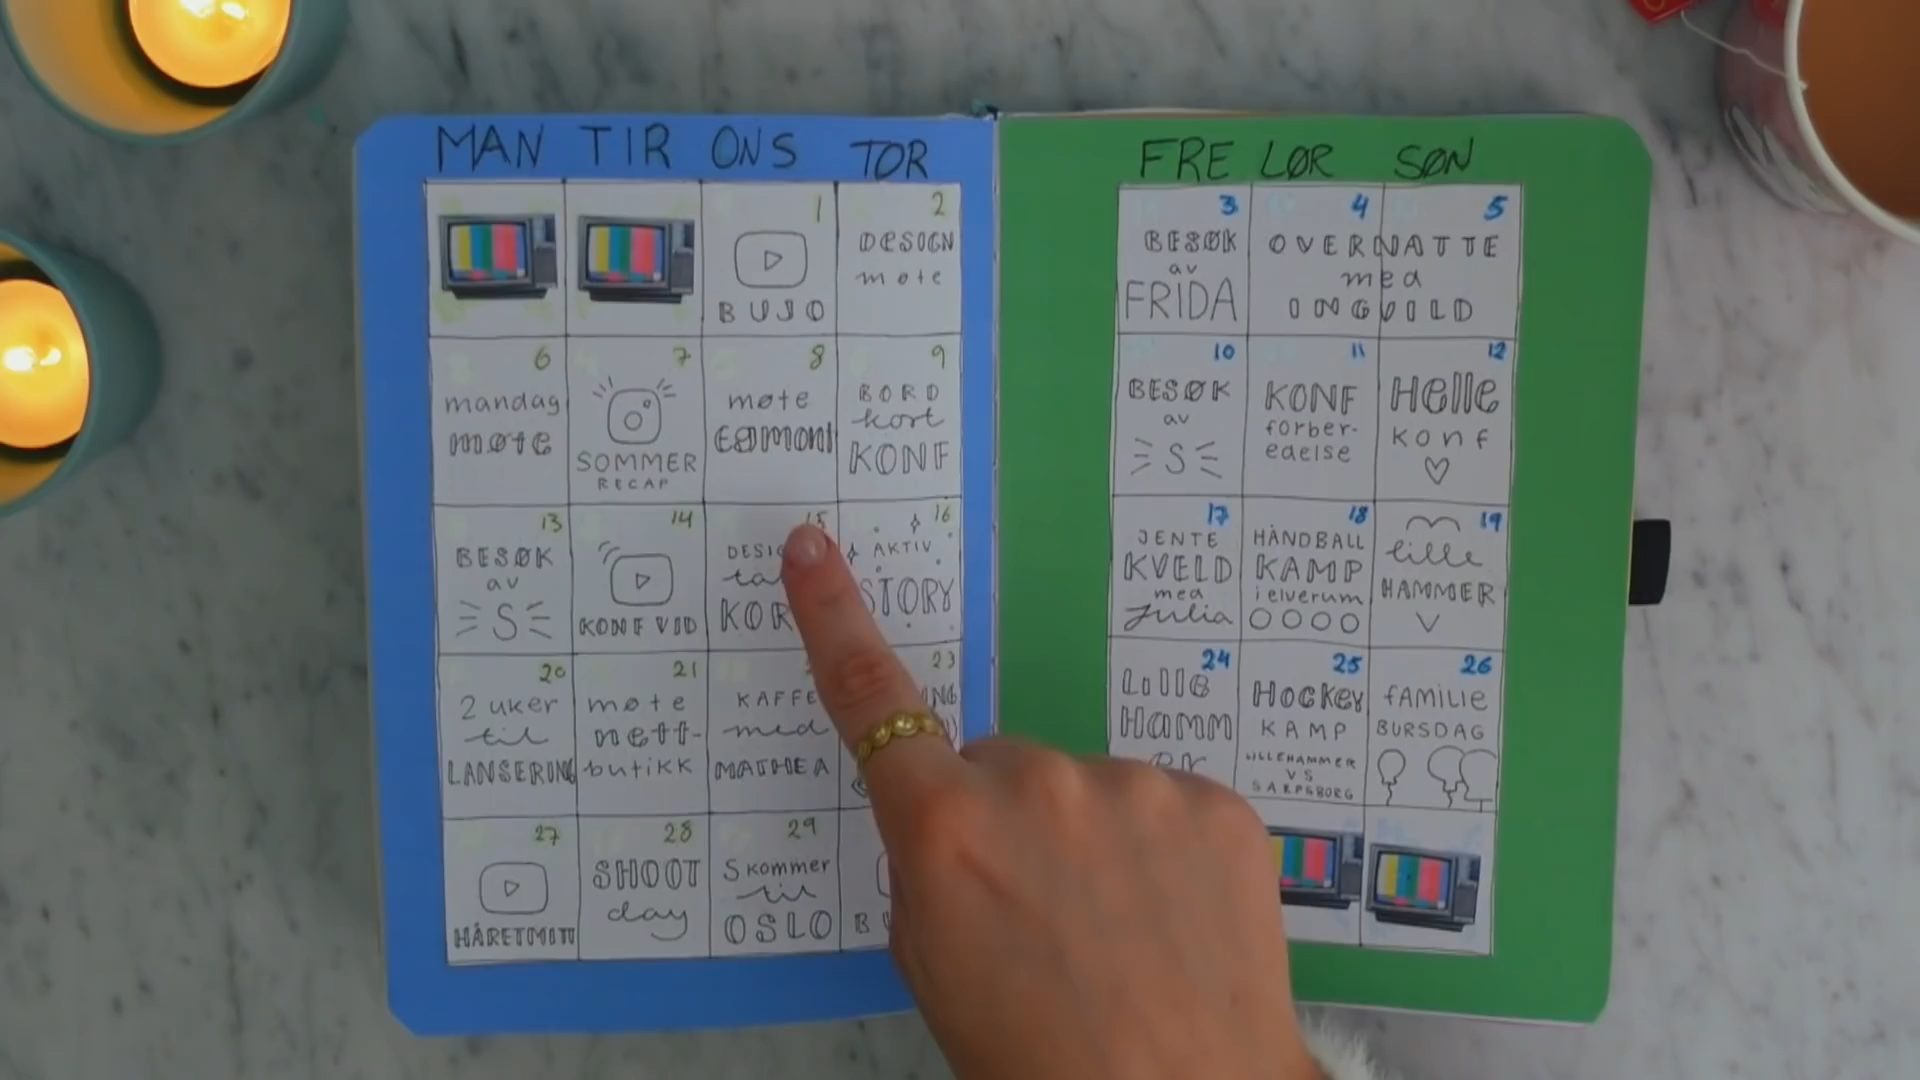 MAN TIR ONS TOR FRE LØR SØN
1
BUJO
2
DESIGN
møte
3
BESØK
av
FRIDA
4 5
OVERNATTE
med
INGVILD
6
mandag
møte
7
SOMMER
RECAP
8
møte
EGMONT
9
BORD
kort
KONF
10
BESØK
av
S
11
KONF
forber-
edelse
12
Helle
konf
13
BESØK
av
S
14
KONF VID
15
16
AKTIV
STORY
17
JENTE
KVELD
med
Julia
18
HÅNDBALL
KAMP
i elverum
19
lille
HAMMER
20
2 uker
til
LANSERING
21
møte
nett-
butikk
KAFFE
med
MATHEA
23
24
Lille
Hamm
er
25
Hockey
KAMP
LILLEHAMMER
VS
SARPSBORG
26
fAMILIE
BURSDAG
27
HÅRETMITT
28
SHOOT
day
29
S kommer
til
OSLO